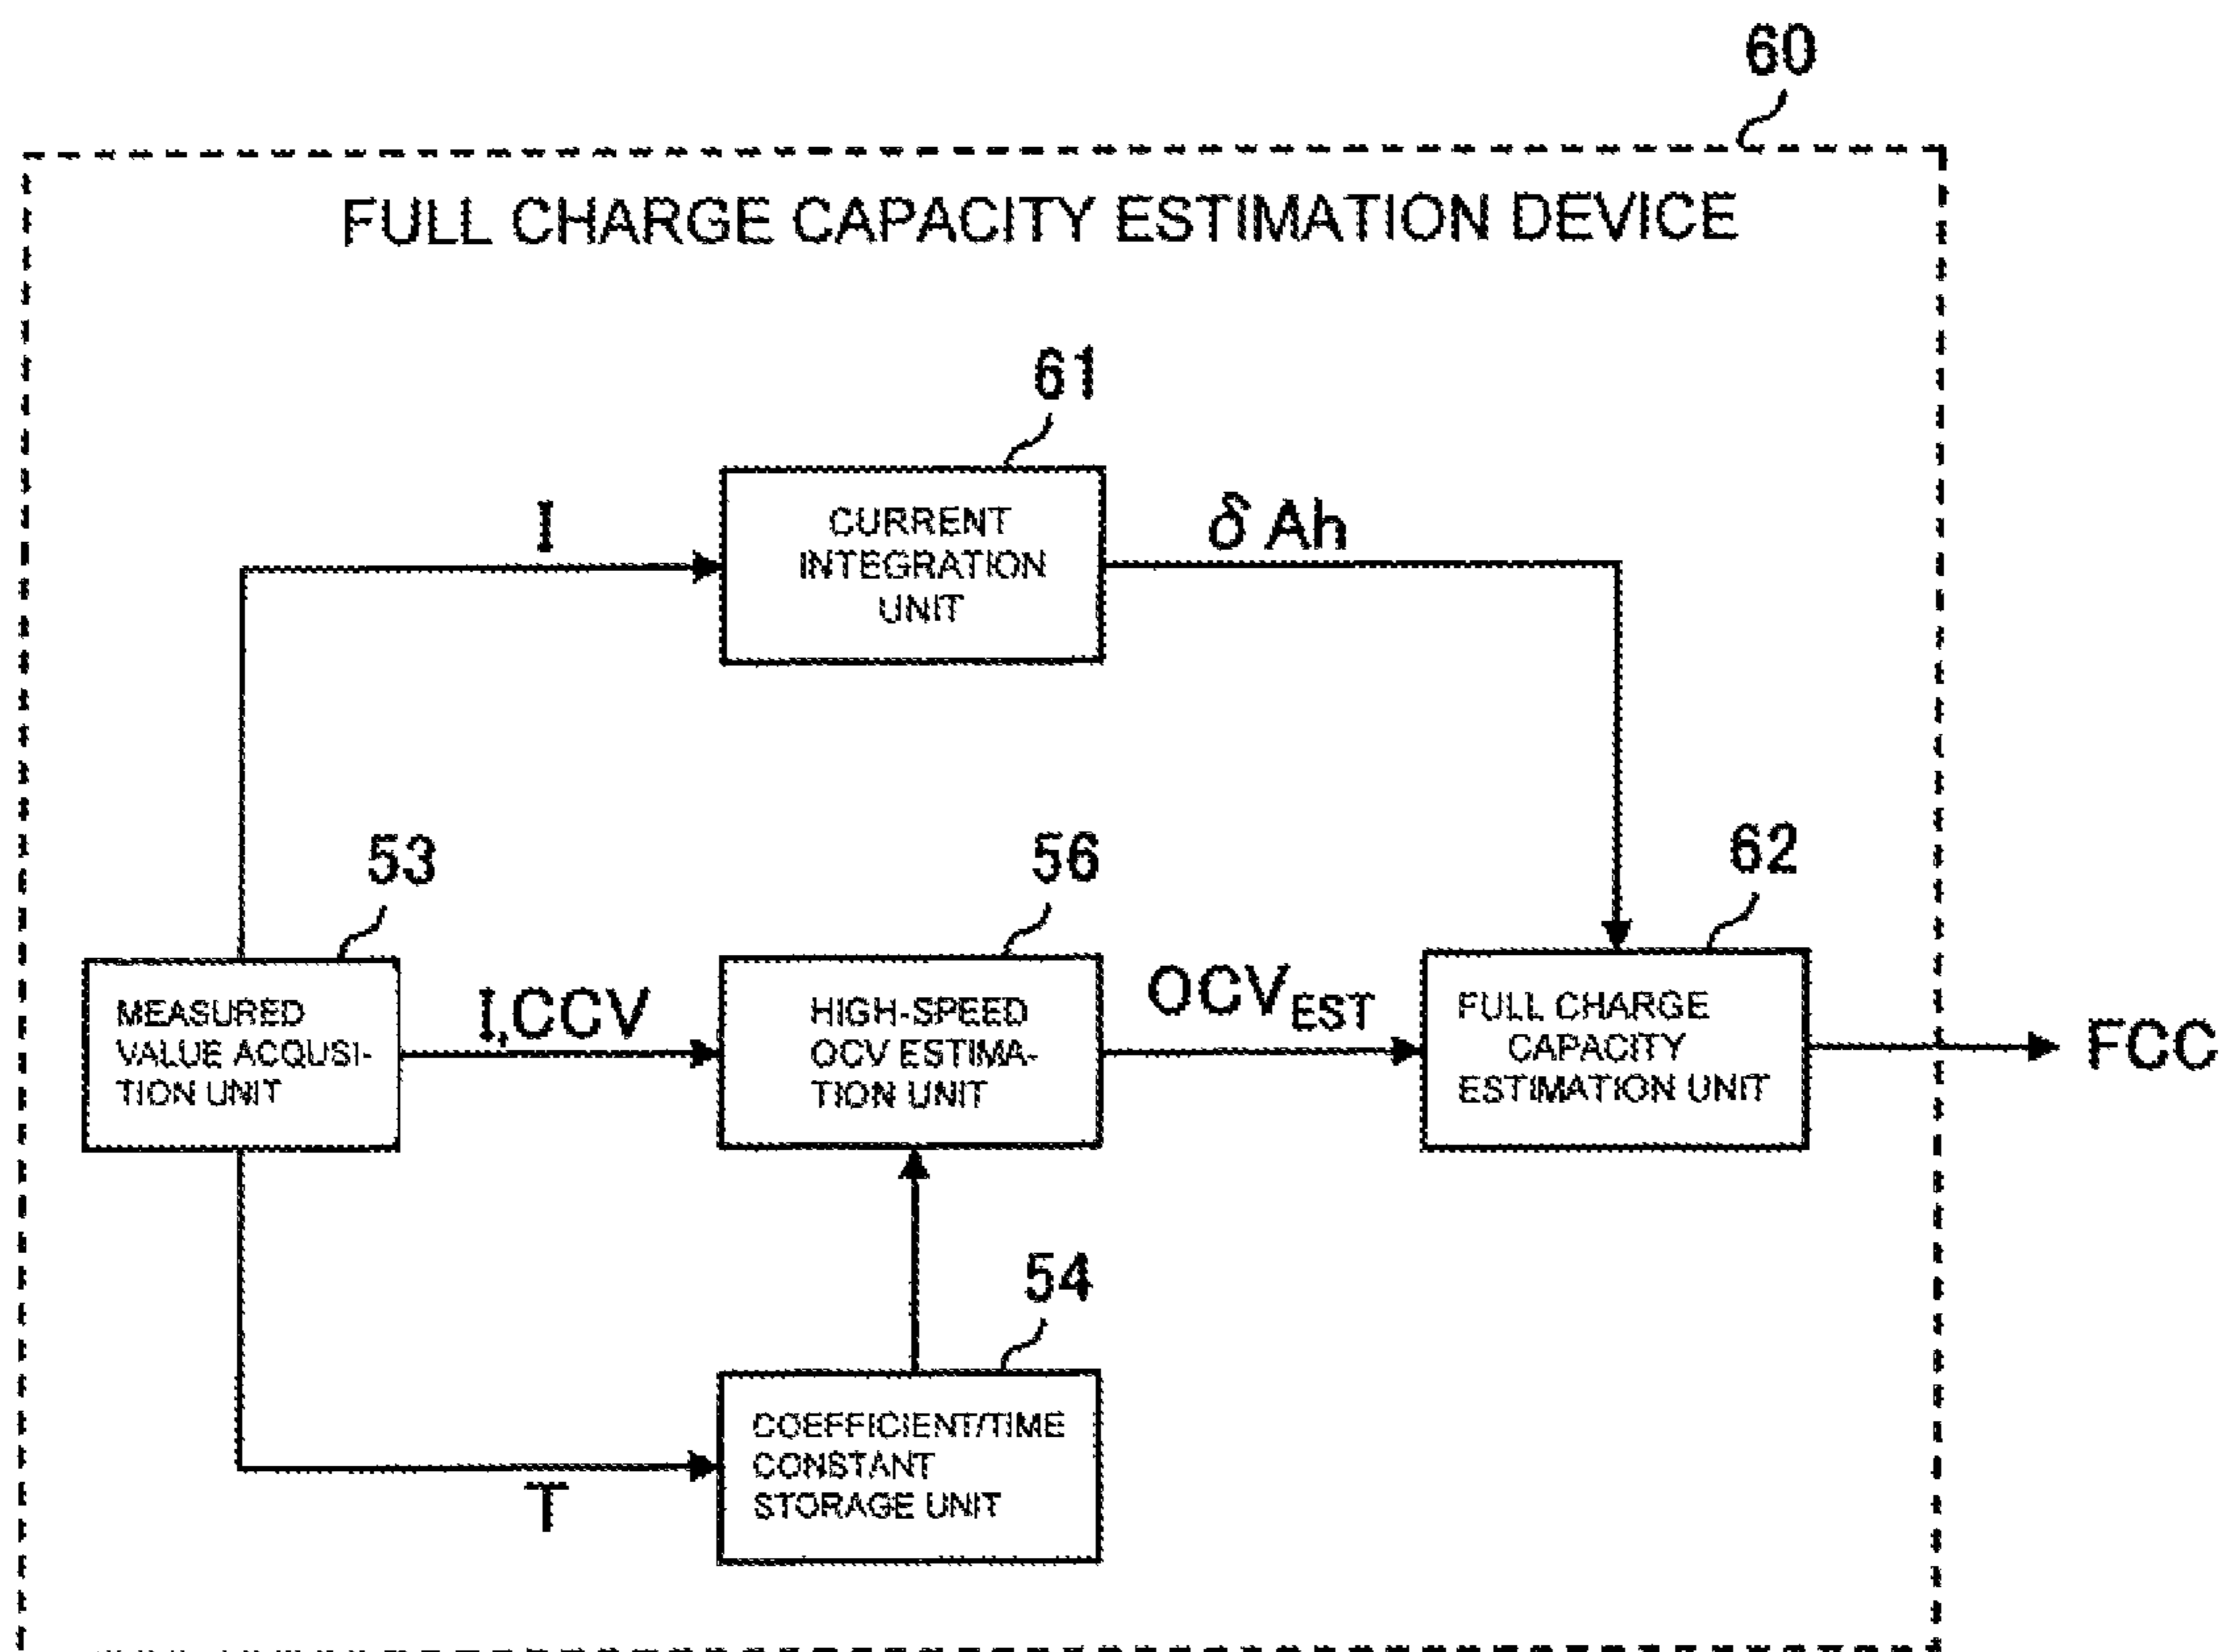 60
FULL CHARGE CAPACITY ESTIMATION DEVICE
61
I
CURRENT
INTEGRATION
UNIT
δ Ah
53
MEASURED
VALUE ACQUSI-
TION UNIT
I,CCV
56
HIGH-SPEED
OCV ESTIMA-
TION UNIT
OCVEST
62
FULL CHARGE
CAPACITY
ESTIMATION UNIT
FCC
54
T
COEFFICIENT/TIME
CONSTANT
STORAGE UNIT